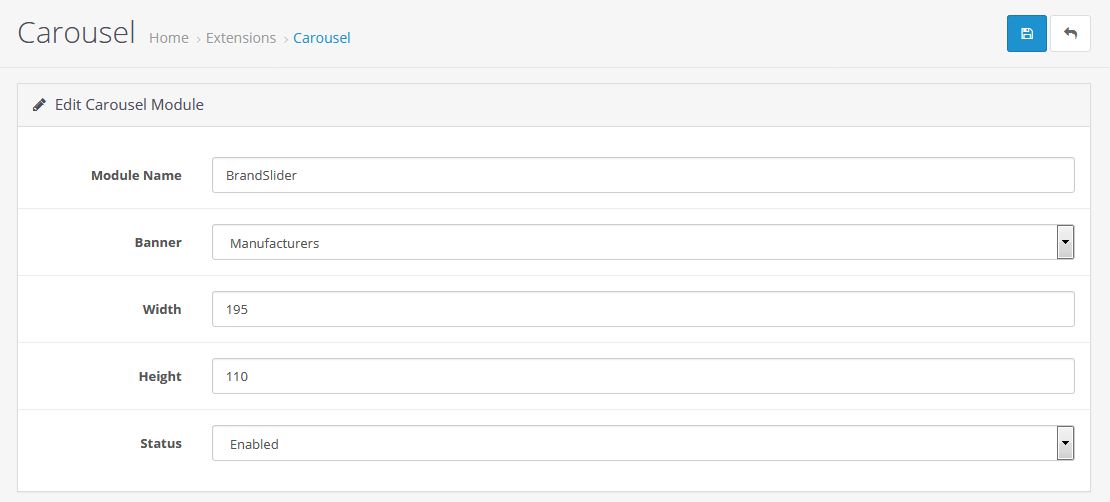 Carousel Home › Extensions › Carousel
Edit Carousel Module
Module Name BrandSlider
Banner Manufacturers
Width 195
Height 110
Status Enabled